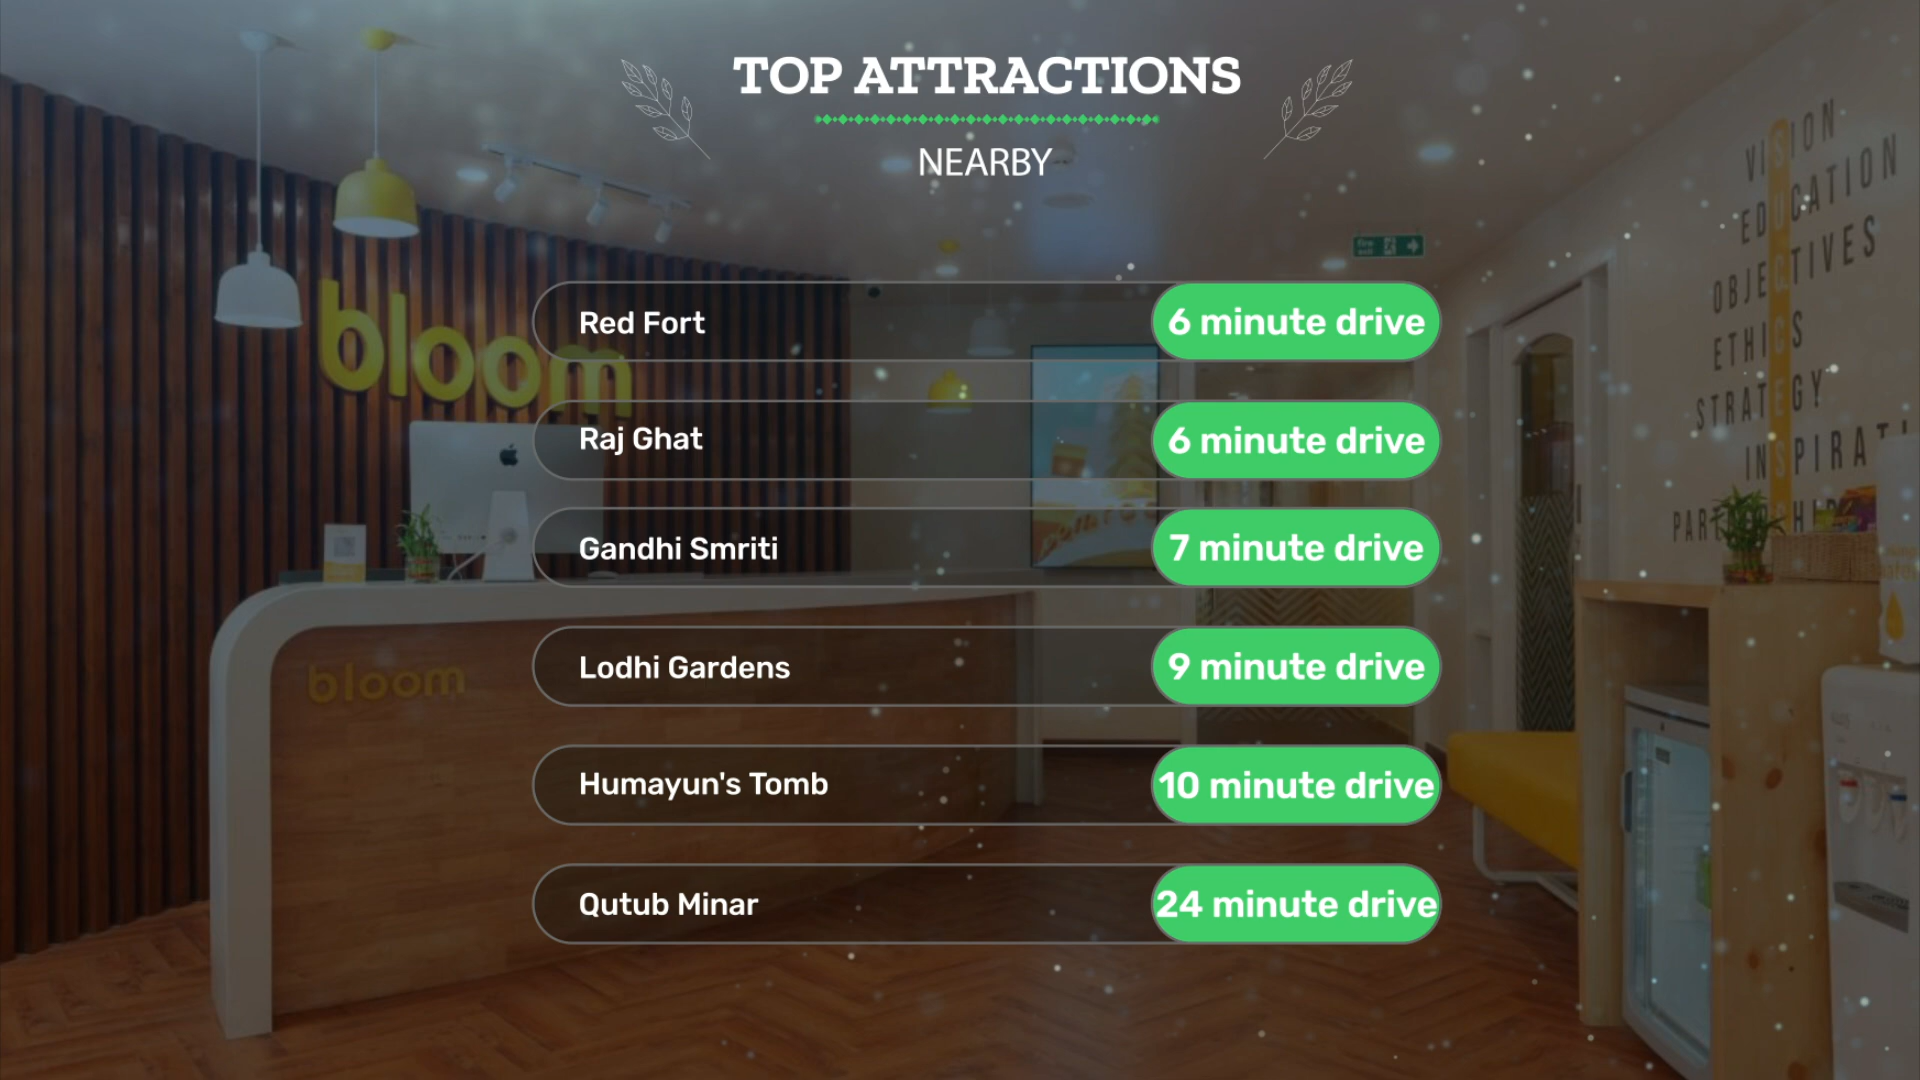 TOP ATTRACTIONS
NEARBY
fire
exit
VISION
EDUCATION
OBJECTIVES
ETHICS
STRATEGY
bloom
Red Fort
6 minute drive
Raj Ghat
6 minute drive
Gandhi Smriti
7 minute drive
Lodhi Gardens
9 minute drive
bloom
Humayun's Tomb
10 minute drive
Qutub Minar
24 minute drive